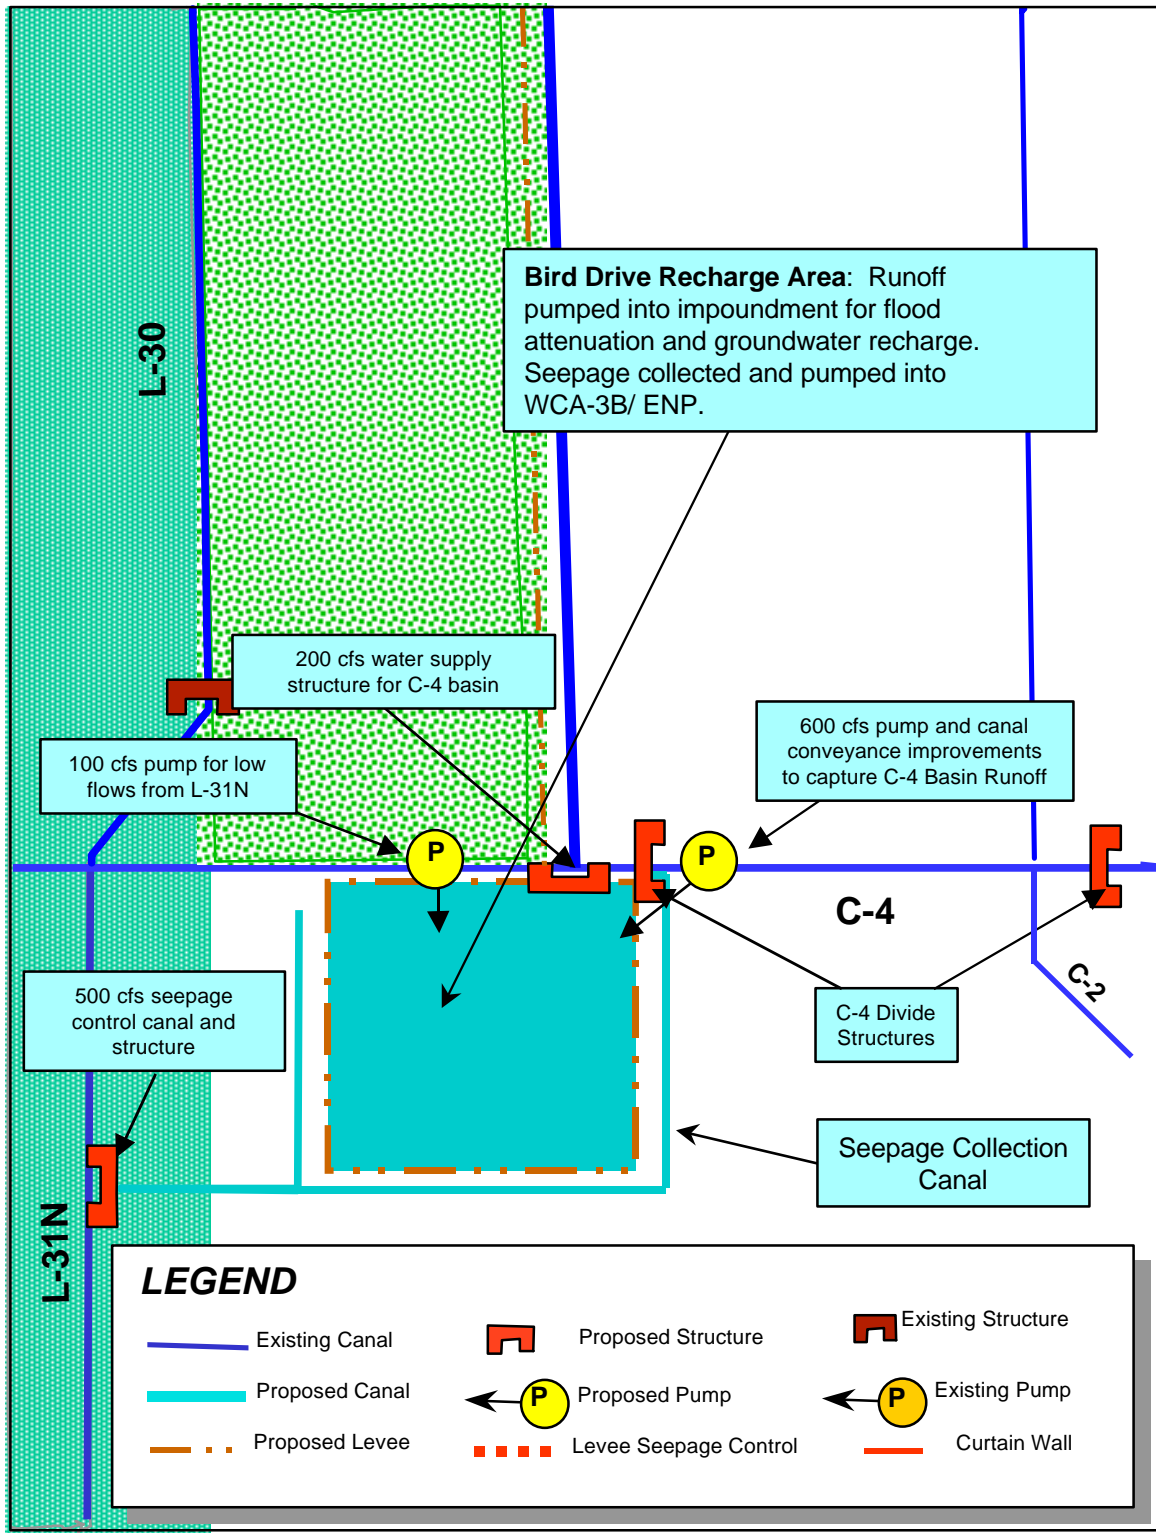 Bird Drive Recharge Area:  Runoff
pumped into impoundment for flood
attenuation and groundwater recharge.
Seepage collected and pumped into
WCA-3B/ ENP.
L-30
200 cfs water supply
structure for C-4 basin
600 cfs pump and canal
conveyance improvements
to capture C-4 Basin Runoff
100 cfs pump for low
flows from L-31N
P
P
C-4
C-2
500 cfs seepage
control canal and
structure
C-4 Divide
Structures
Seepage Collection
Canal
L-31N
LEGEND
Existing Canal
Proposed Structure
Existing Structure
Proposed Canal
P
Proposed Pump
P
Existing Pump
Proposed Levee
Levee Seepage Control
Curtain Wall